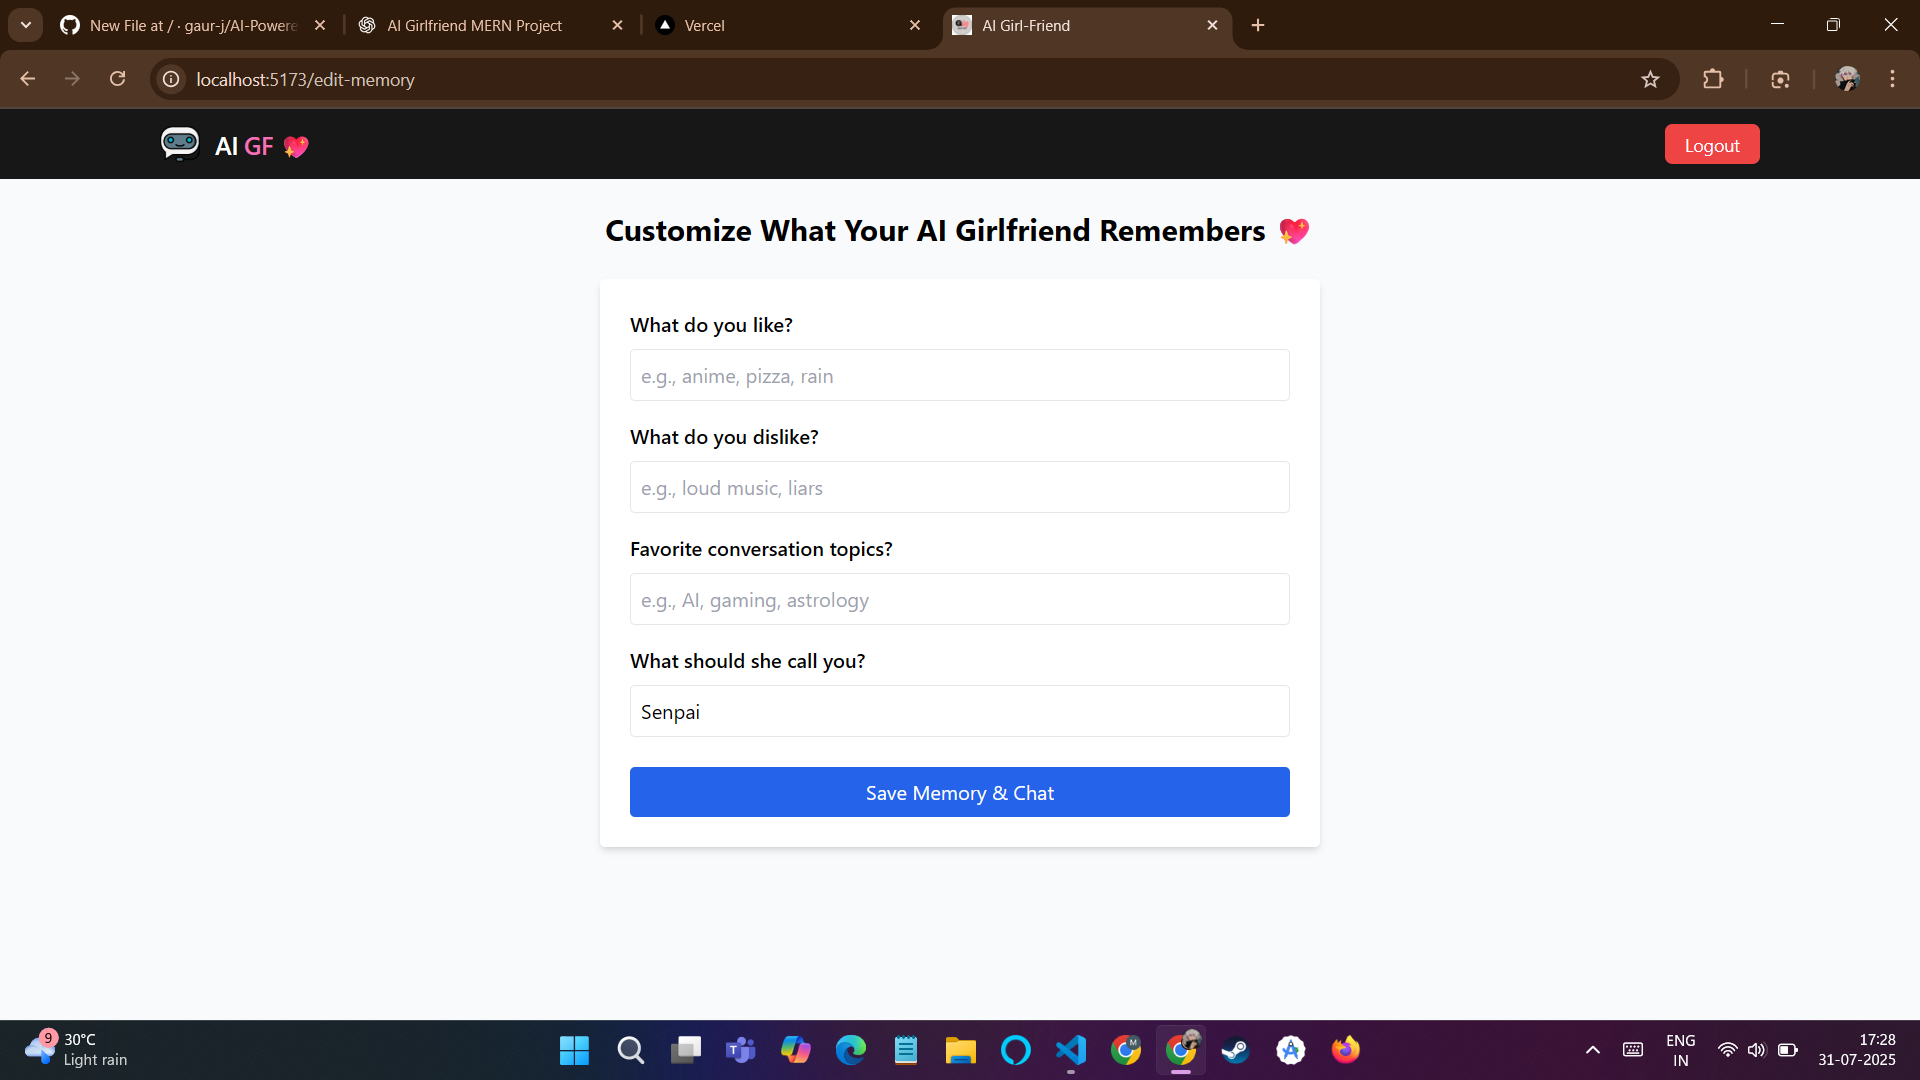 New File at / · gaur-j/AI-Powere
AI Girlfriend MERN Project
Vercel
AI Girl-Friend
localhost:5173/edit-memory
AI GF 💖
Logout
Customize What Your AI Girlfriend Remembers 💖
What do you like?
e.g., anime, pizza, rain
What do you dislike?
e.g., loud music, liars
Favorite conversation topics?
e.g., AI, gaming, astrology
What should she call you?
Senpai
Save Memory & Chat
9
30°C
Light rain
T
M
ENG
IN
17:28
31-07-2025